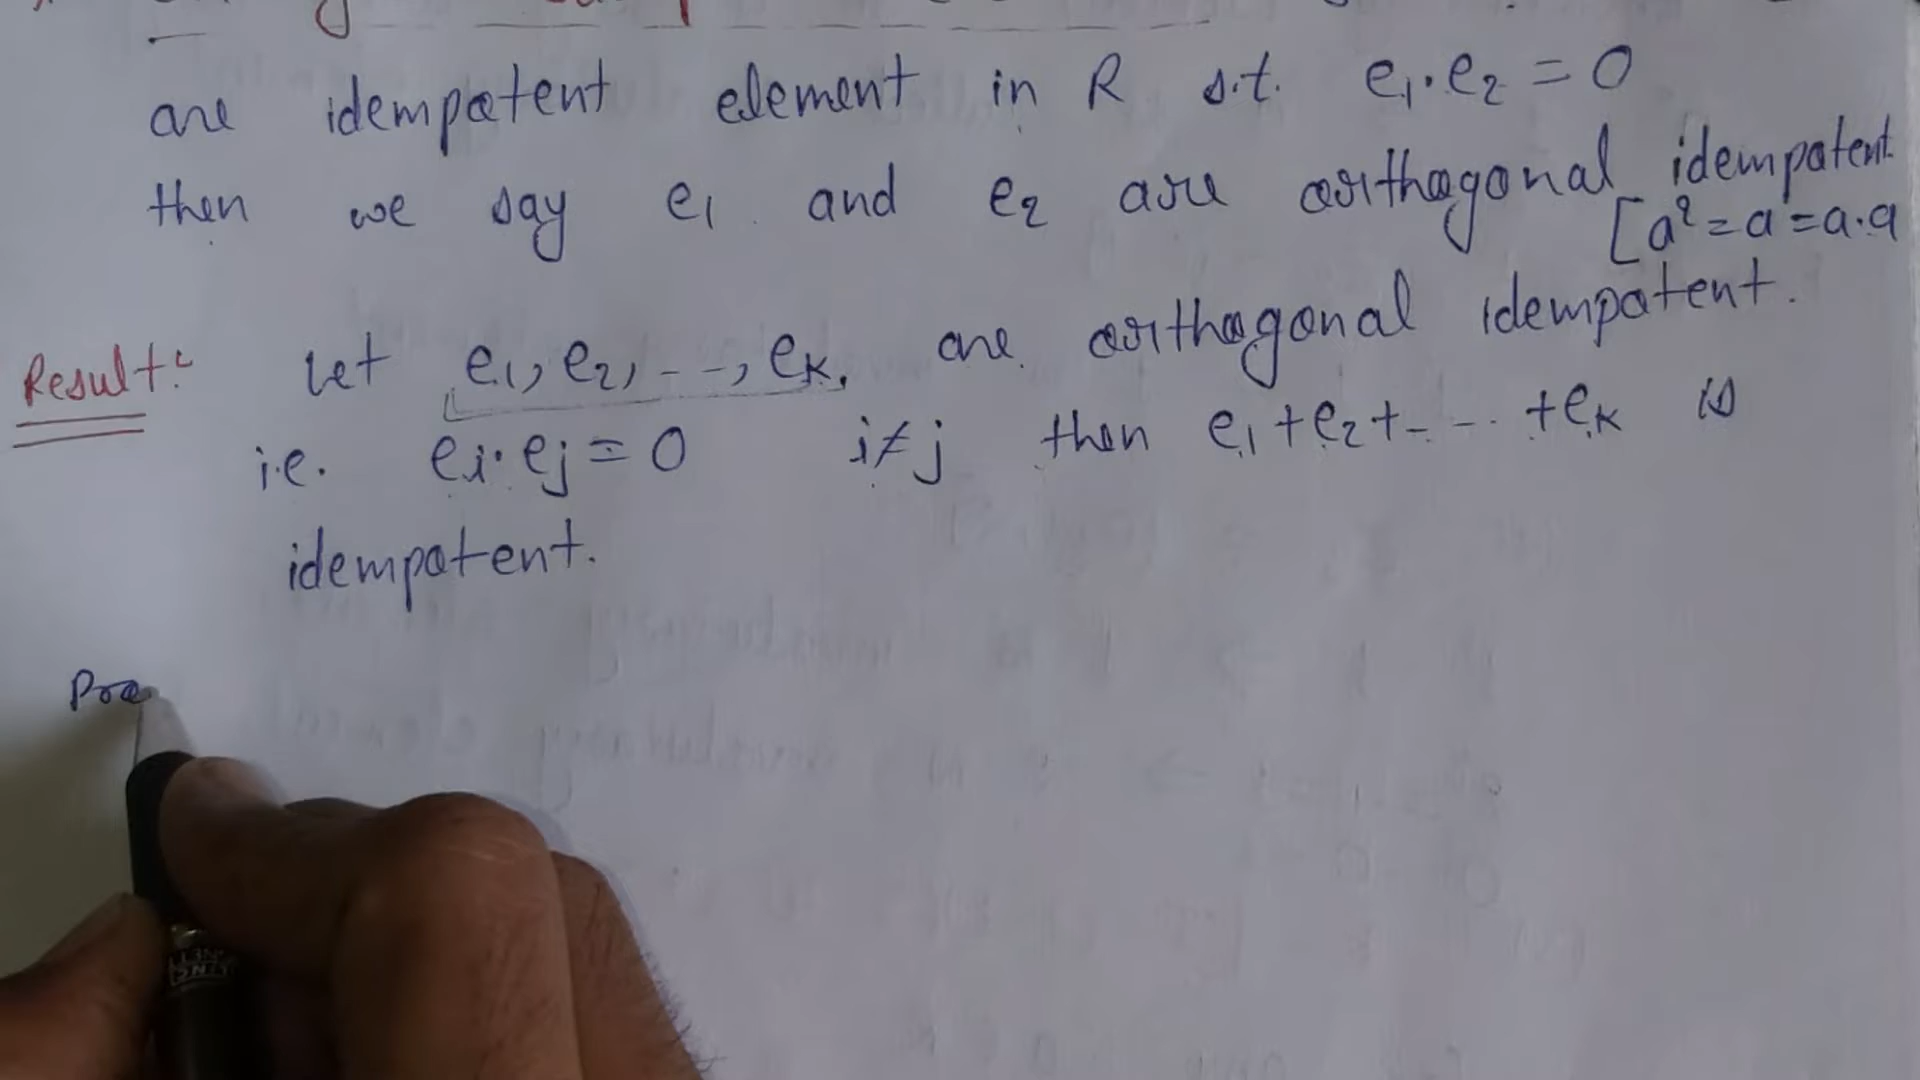 are idempotent element in R s.t. e₁·e₂ = 0
then we say e₁ and e₂ are orthogonal idempotent
[a² = a = a·a
Result:
Let e₁, e₂, - - -, eₖ, are orthogonal idempotent.
i.e. eᵢ·eⱼ = 0 i ≠ j then e₁ + e₂ + - - - + eₖ is
idempotent.
Proo